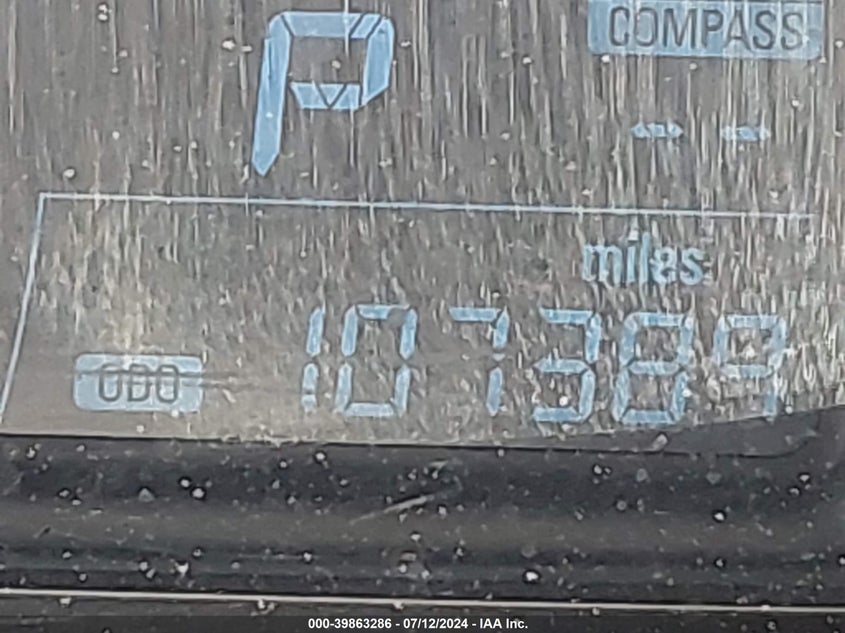 P
COMPASS
--
miles
ODO 107389
000-39863286 - 07/12/2024 - IAA Inc.